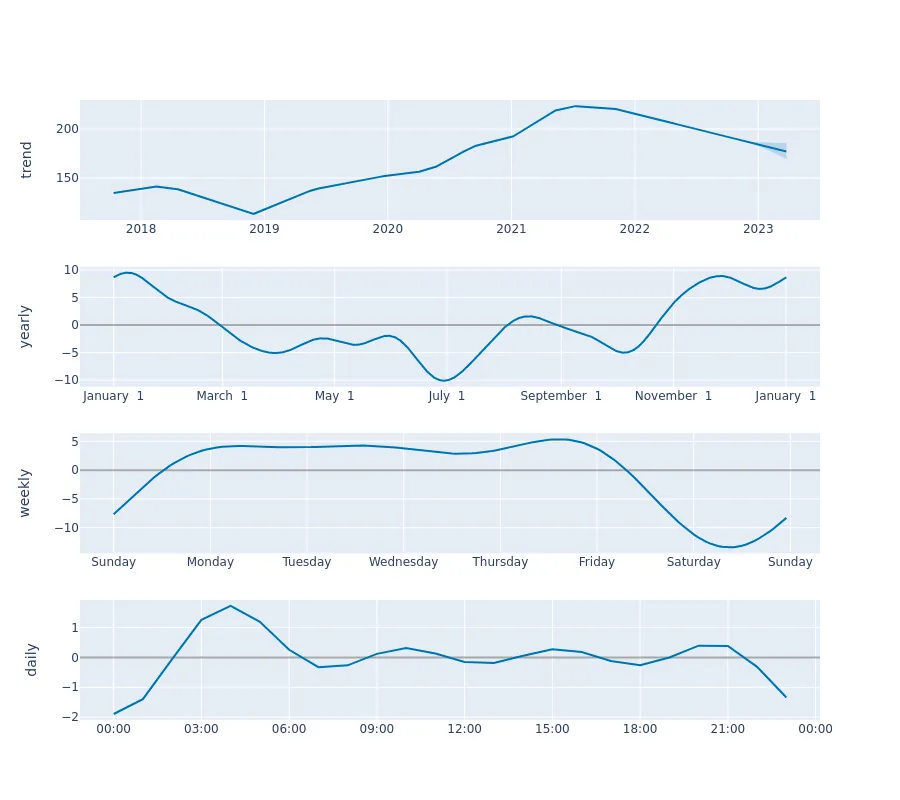 trend
200
150
2018 2019 2020 2021 2022 2023
yearly
10
5
0
−5
−10
January 1 March 1 May 1 July 1 September 1 November 1 January 1
weekly
5
0
−5
−10
Sunday Monday Tuesday Wednesday Thursday Friday Saturday Sunday
daily
1
0
−1
−2
00:00 03:00 06:00 09:00 12:00 15:00 18:00 21:00 00:00